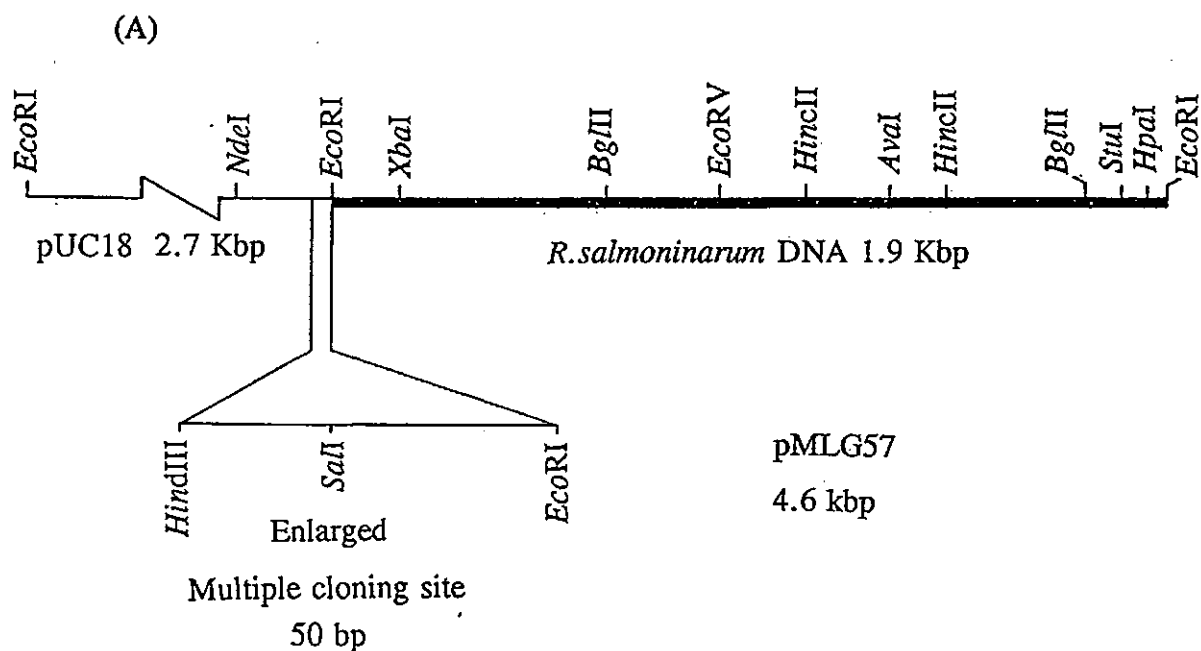 (A)
EcoRI
NdeI
EcoRI
XbaI
BglII
EcoRV
HincII
AvaI
HincII
BglII
StuI
HpaI
EcoRI
pUC18 2.7 Kbp
R.salmoninarum DNA 1.9 Kbp
HindIII
SalI
EcoRI
pMLG57
4.6 kbp
Enlarged
Multiple cloning site
50 bp